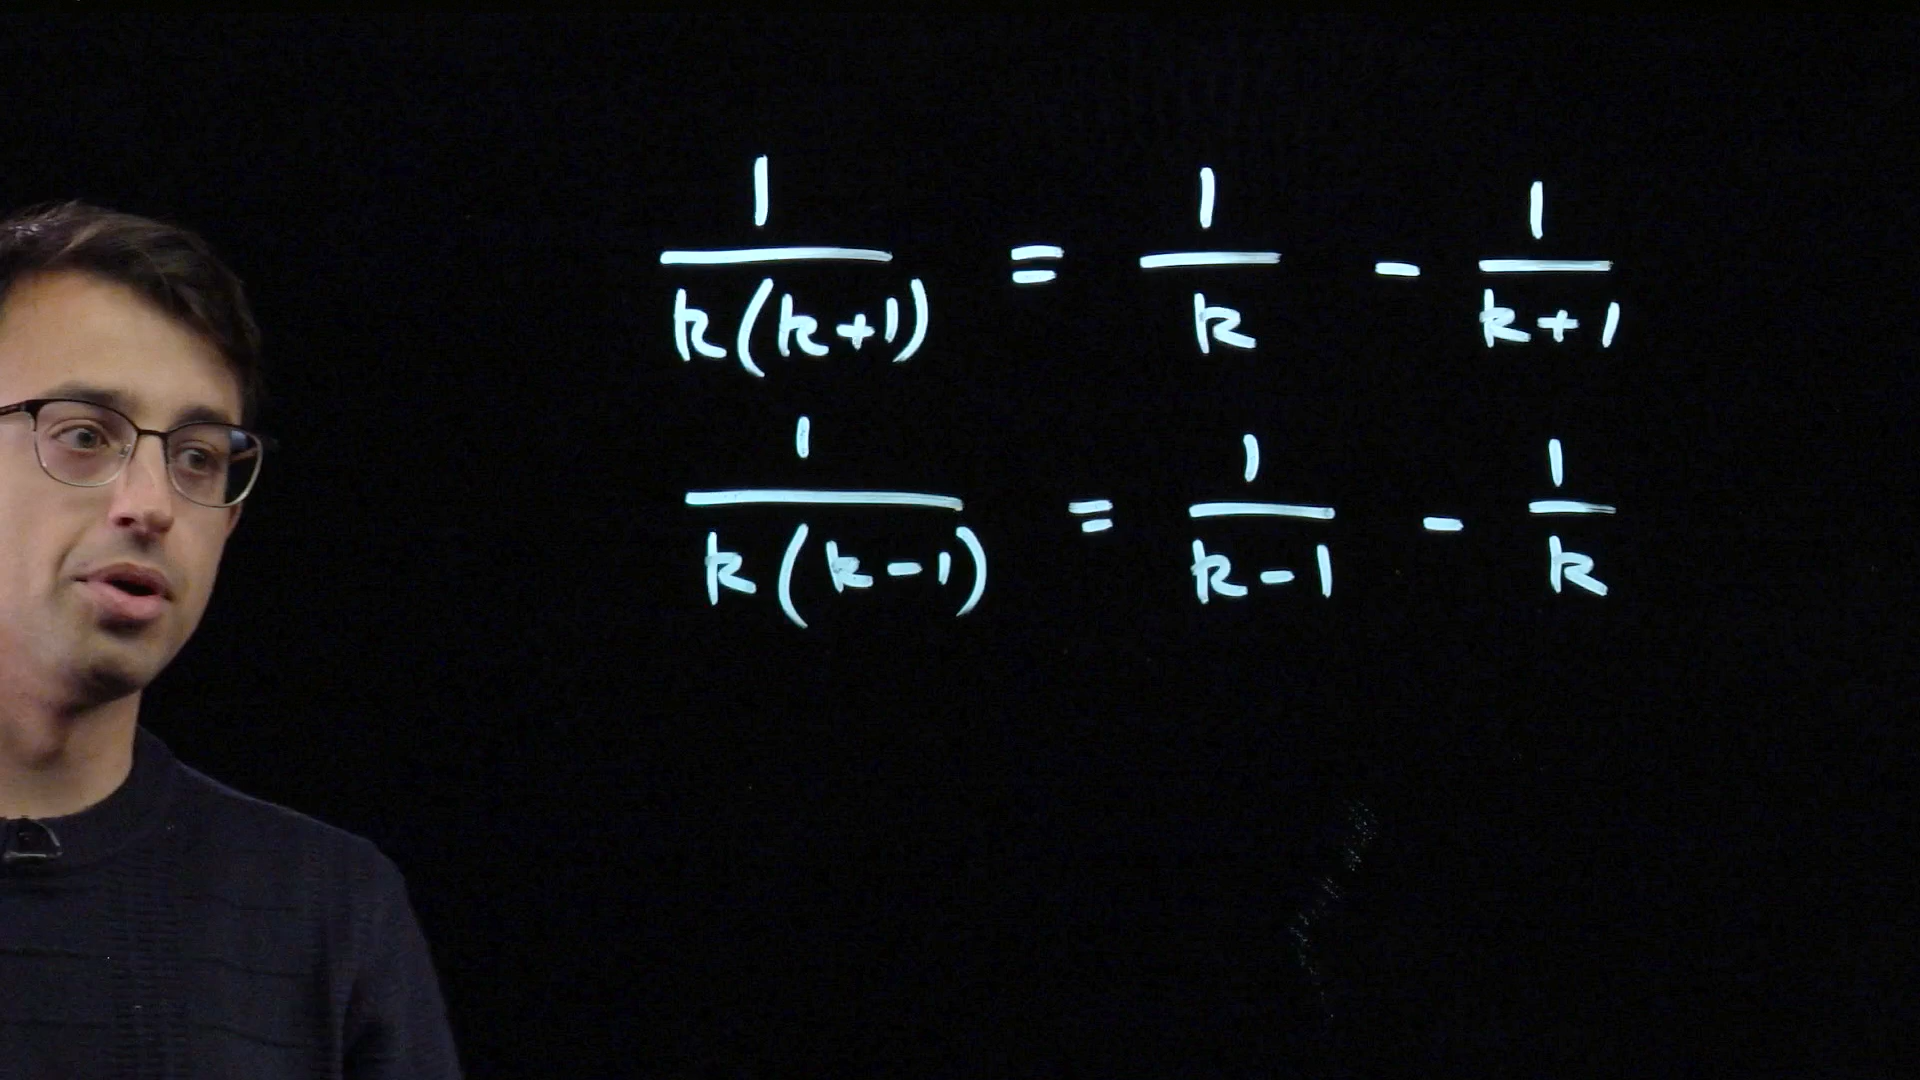 1/(k(k+1)) = 1/k - 1/(k+1)
1/(k(k-1)) = 1/(k-1) - 1/k